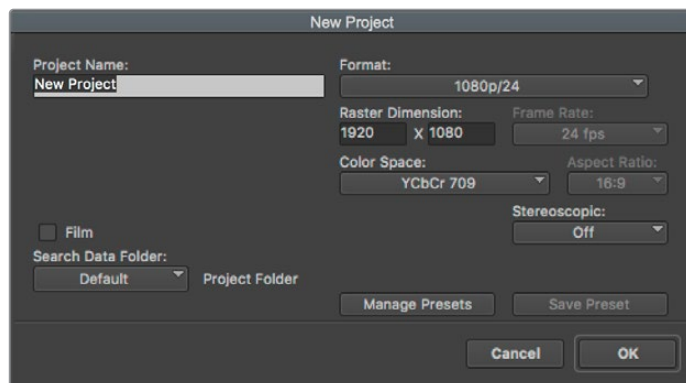 New Project
Project Name:
New Project
Format:
1080p/24
Raster Dimension:
1920 X 1080
Frame Rate:
24 fps
Color Space:
YCbCr 709
Aspect Ratio:
16:9
Stereoscopic:
Off
Film
Search Data Folder:
Default
Project Folder
Manage Presets
Save Preset
Cancel
OK